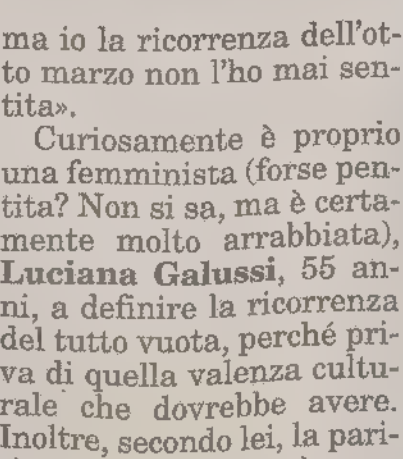 ma io la ricorrenza dell'ot-
to marzo non l'ho mai sen-
tita».
Curiosamente è proprio
una femminista (forse pen-
tita? Non si sa, ma è certa-
mente molto arrabbiata),
Luciana Galussi, 55 an-
ni, a definire la ricorrenza
del tutto vuota, perché pri-
va di quella valenza cultu-
rale che dovrebbe avere.
Inoltre, secondo lei, la pari-